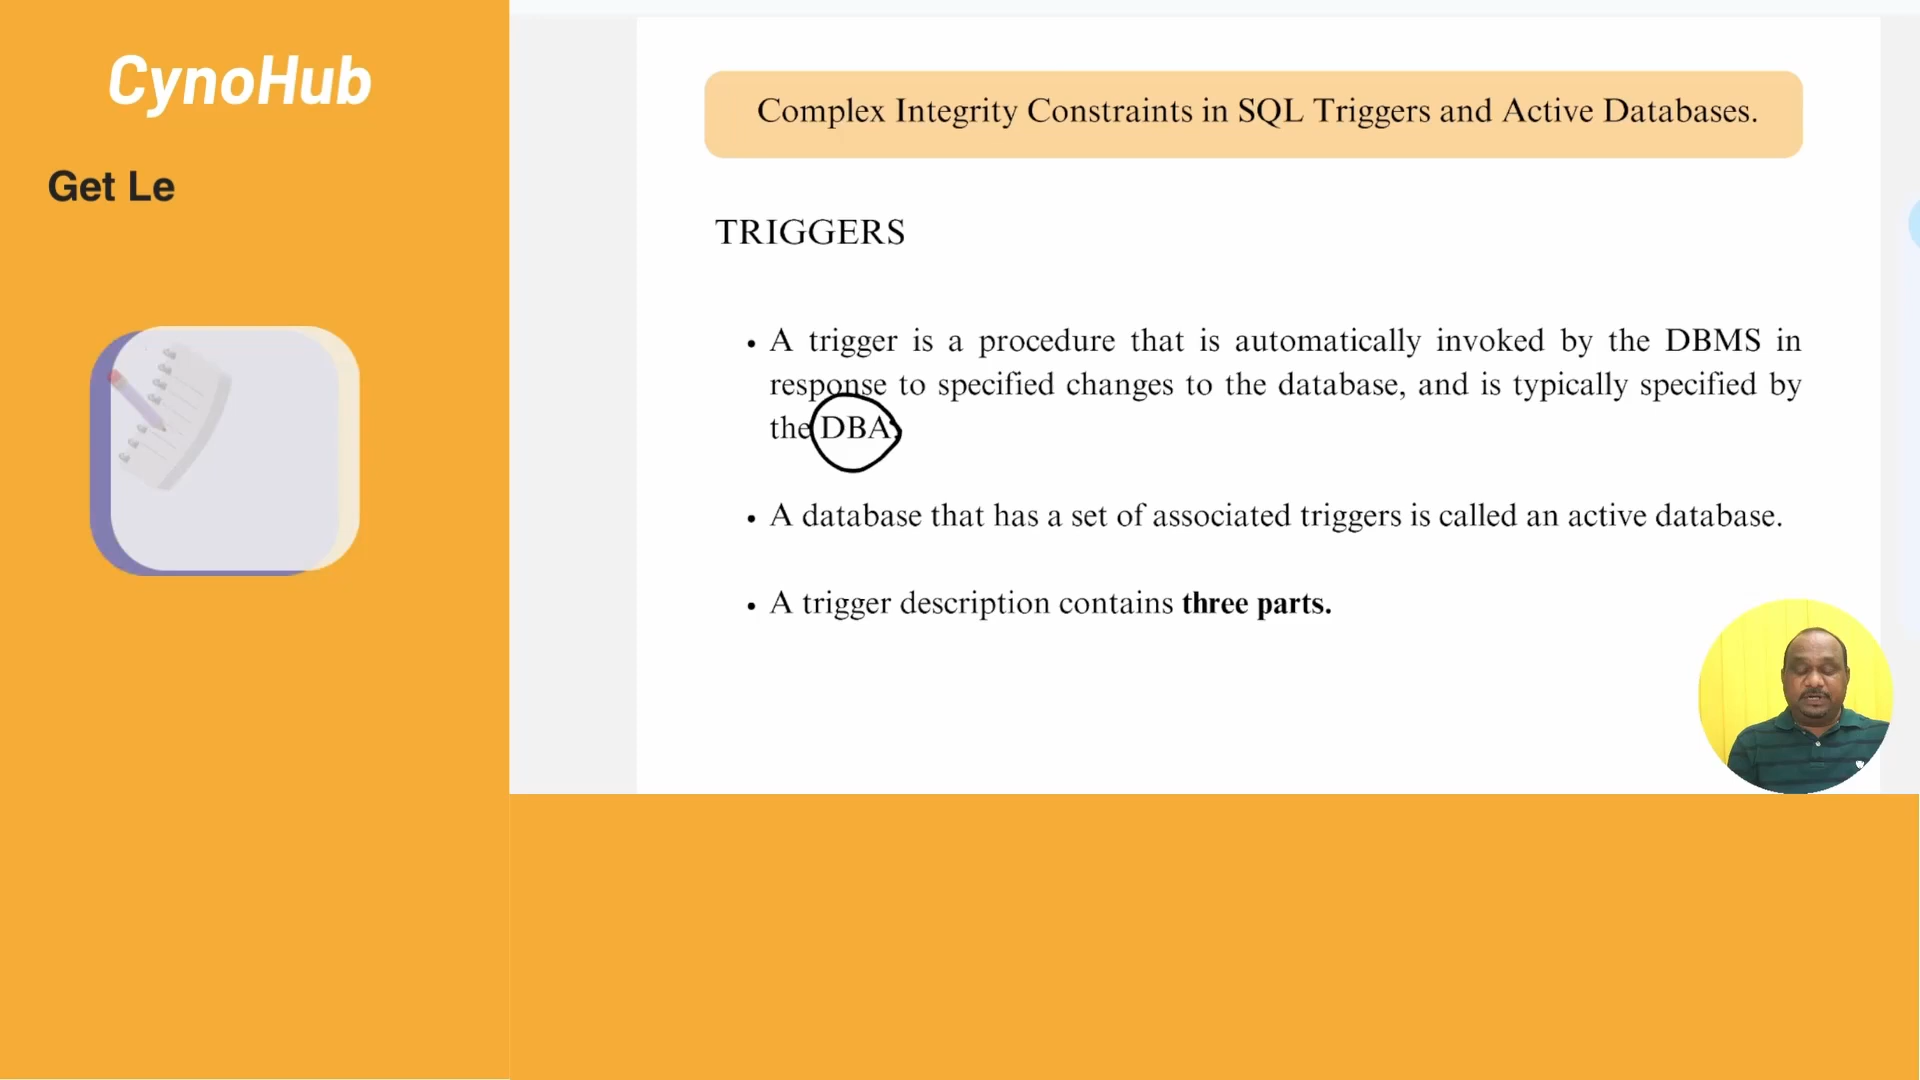 CynoHub
Get Le
Complex Integrity Constraints in SQL Triggers and Active Databases.
TRIGGERS
• A trigger is a procedure that is automatically invoked by the DBMS in
response to specified changes to the database, and is typically specified by
the DBA.
• A database that has a set of associated triggers is called an active database.
• A trigger description contains three parts.